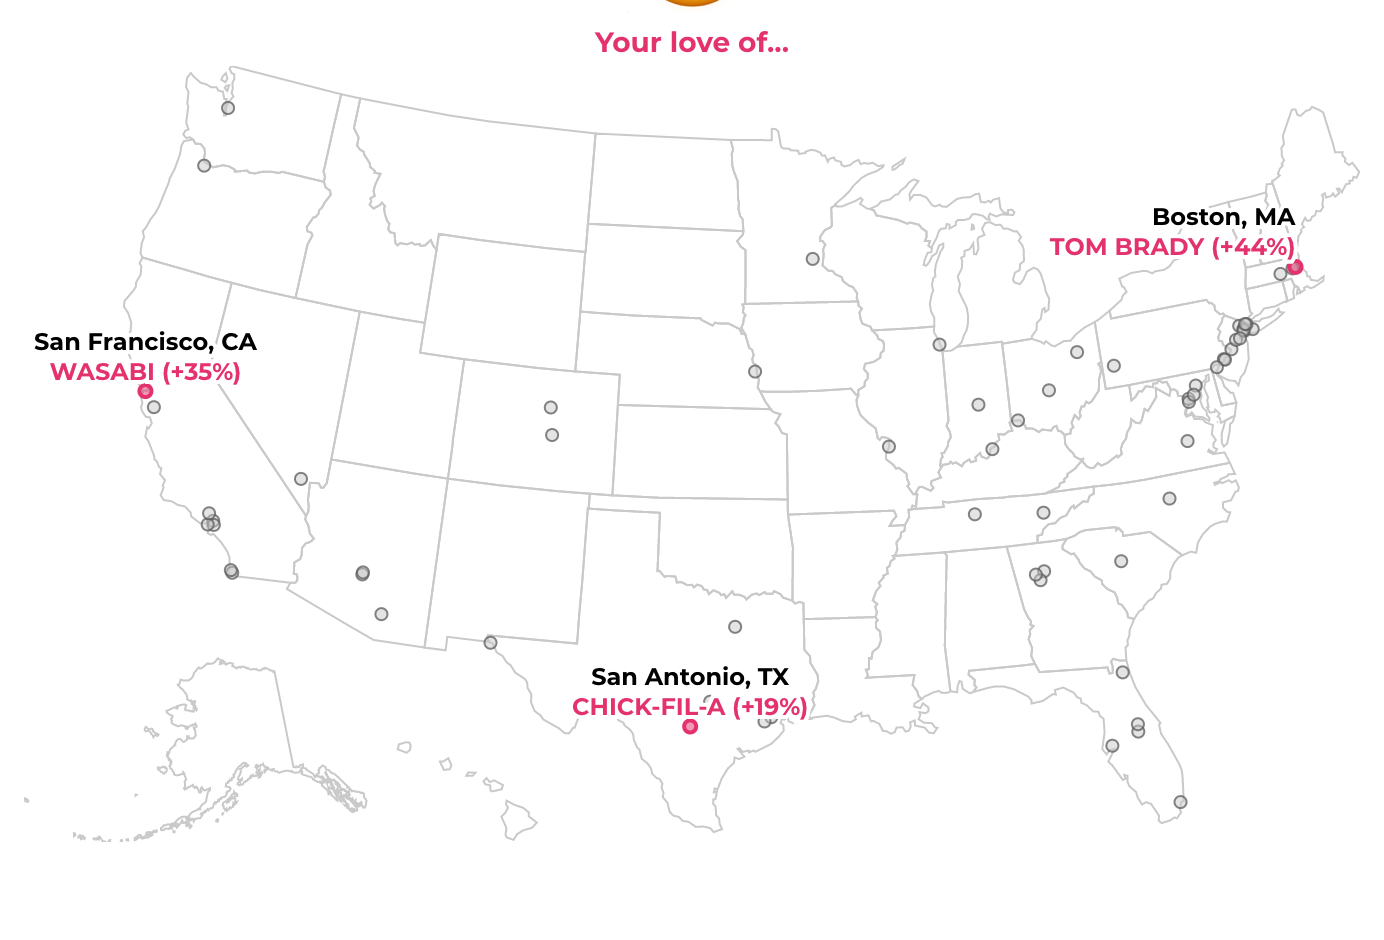 Your love of...
Boston, MA
TOM BRADY (+44%)
San Francisco, CA
WASABI (+35%)
San Antonio, TX
CHICK-FIL-A (+19%)